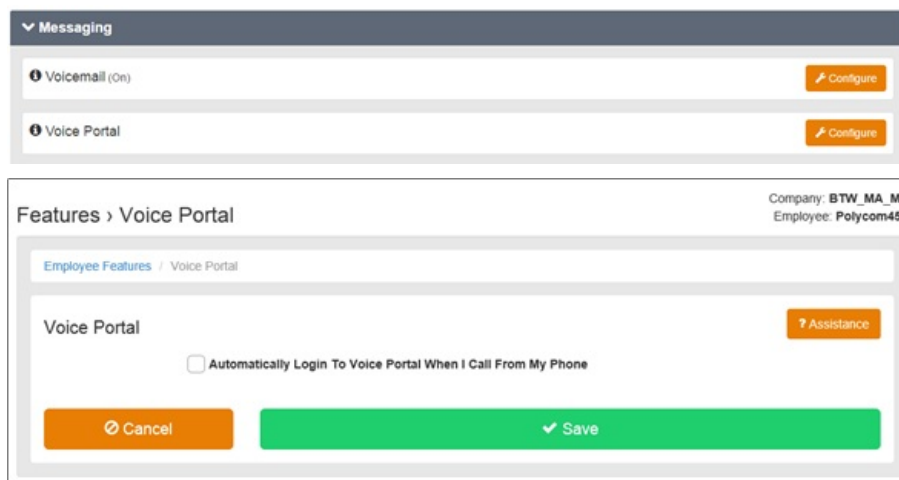 Messaging
Voicemail (On)
Configure
Voice Portal
Configure
Features › Voice Portal
Company: BTW_MA_M
Employee: Polycom45
Employee Features / Voice Portal
Voice Portal
? Assistance
Automatically Login To Voice Portal When I Call From My Phone
Cancel
Save